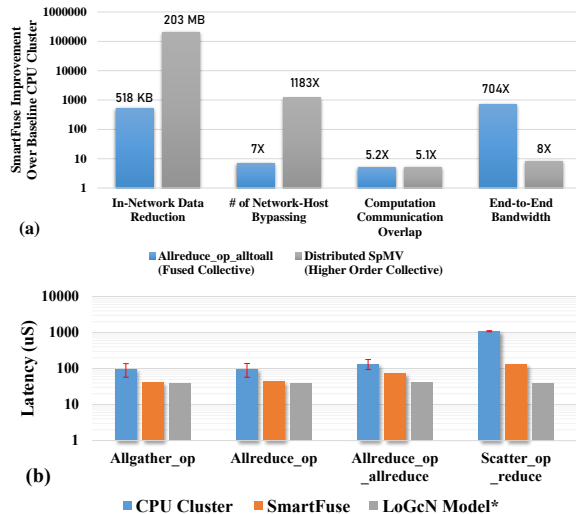 SmartFuse Improvement
Over Baseline CPU Cluster
1000000
100000
10000
1000
100
10
1
518 KB
203 MB
7X
1183X
5.2X
5.1X
704X
8X
In-Network Data
Reduction
# of Network-Host
Bypassing
Computation
Communication
Overlap
End-to-End
Bandwidth
(a)
Allreduce_op_alltoall
(Fused Collective)
Distributed SpMV
(Higher Order Collective)
Latency (uS)
10000
1000
100
10
1
Allgather_op
Allreduce_op
Allreduce_op
_allreduce
Scatter_op
_reduce
(b)
CPU Cluster
SmartFuse
LoGcN Model*